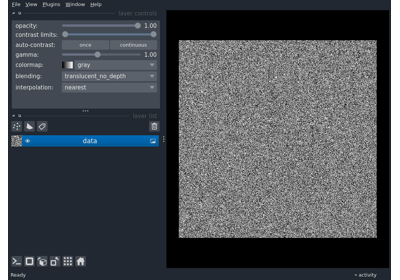 File View Plugins Window Help
layer controls
opacity: 1.00
contrast limits:
auto-contrast: once continuous
gamma: 1.00
colormap: gray
blending: translucent_no_depth
interpolation: nearest
layer list
data
Ready
activity